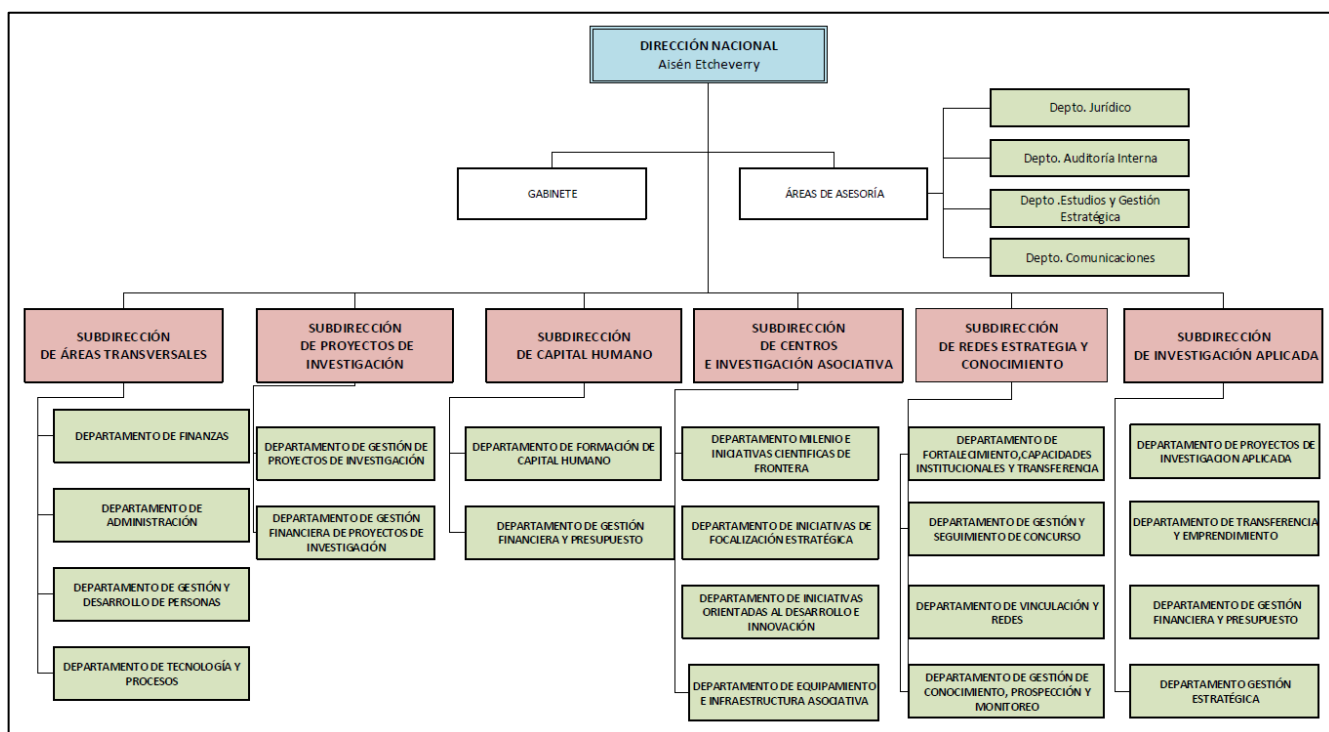 DIRECCIÓN NACIONAL
Aisén Etcheverry
Depto. Jurídico
Depto. Auditoría Interna
GABINETE
ÁREAS DE ASESORÍA
Depto .Estudios y Gestión
Estratégica
Depto. Comunicaciones
SUBDIRECCIÓN
DE ÁREAS TRANSVERSALES
SUBDIRECCIÓN
DE PROYECTOS DE
INVESTIGACIÓN
SUBDIRECCIÓN
DE CAPITAL HUMANO
SUBDIRECCIÓN
DE CENTROS
E INVESTIGACIÓN ASOCIATIVA
SUBDIRECCIÓN
DE REDES ESTRATEGIA Y
CONOCIMIENTO
SUBDIRECCIÓN
DE INVESTIGACIÓN APLICADA
DEPARTAMENTO DE FINANZAS
DEPARTAMENTO DE
ADMINISTRACIÓN
DEPARTAMENTO DE GESTIÓN Y
DESARROLLO DE PERSONAS
DEPARTAMENTO DE TECNOLOGÍA Y
PROCESOS
DEPARTAMENTO DE GESTIÓN DE
PROYECTOS DE INVESTIGACIÓN
DEPARTAMENTO DE GESTIÓN
FINANCIERA DE PROYECTOS DE
INVESTIGACIÓN
DEPARTAMENTO DE FORMACIÓN DE
CAPITAL HUMANO
DEPARTAMENTO DE GESTIÓN
FINANCIERA Y PRESUPUESTO
DEPARTAMENTO MILENIO E
INICIATIVAS CIENTIFICAS DE
FRONTERA
DEPARTAMENTO DE INICIATIVAS DE
FOCALIZACIÓN ESTRATÉGICA
DEPARTAMENTO DE INICIATIVAS
ORIENTADAS AL DESARROLLO E
INNOVACIÓN
DEPARTAMENTO DE EQUIPAMIENTO
E INFRAESTRUCTURA ASOCIATIVA
DEPARTAMENTO DE
FORTALECIMIENTO,CAPACIDADES
INSTITUCIONALES Y TRANSFERENCIA
DEPARTAMENTO DE GESTIÓN Y
SEGUIMIENTO DE CONCURSO
DEPARTAMENTO DE VINCULACIÓN Y
REDES
DEPARTAMENTO DE GESTIÓN DE
CONOCIMIENTO, PROSPECCIÓN Y
MONITOREO
DEPARTAMENTO DE PROYECTOS DE
INVESTIGACION APLICADA
DEPARTAMENTO DE TRANSFERENCIA
Y EMPRENDIMIENTO
DEPARTAMENTO DE GESTIÓN
FINANCIERA Y PRESUPUESTO
DEPARTAMENTO GESTIÓN
ESTRATÉGICA